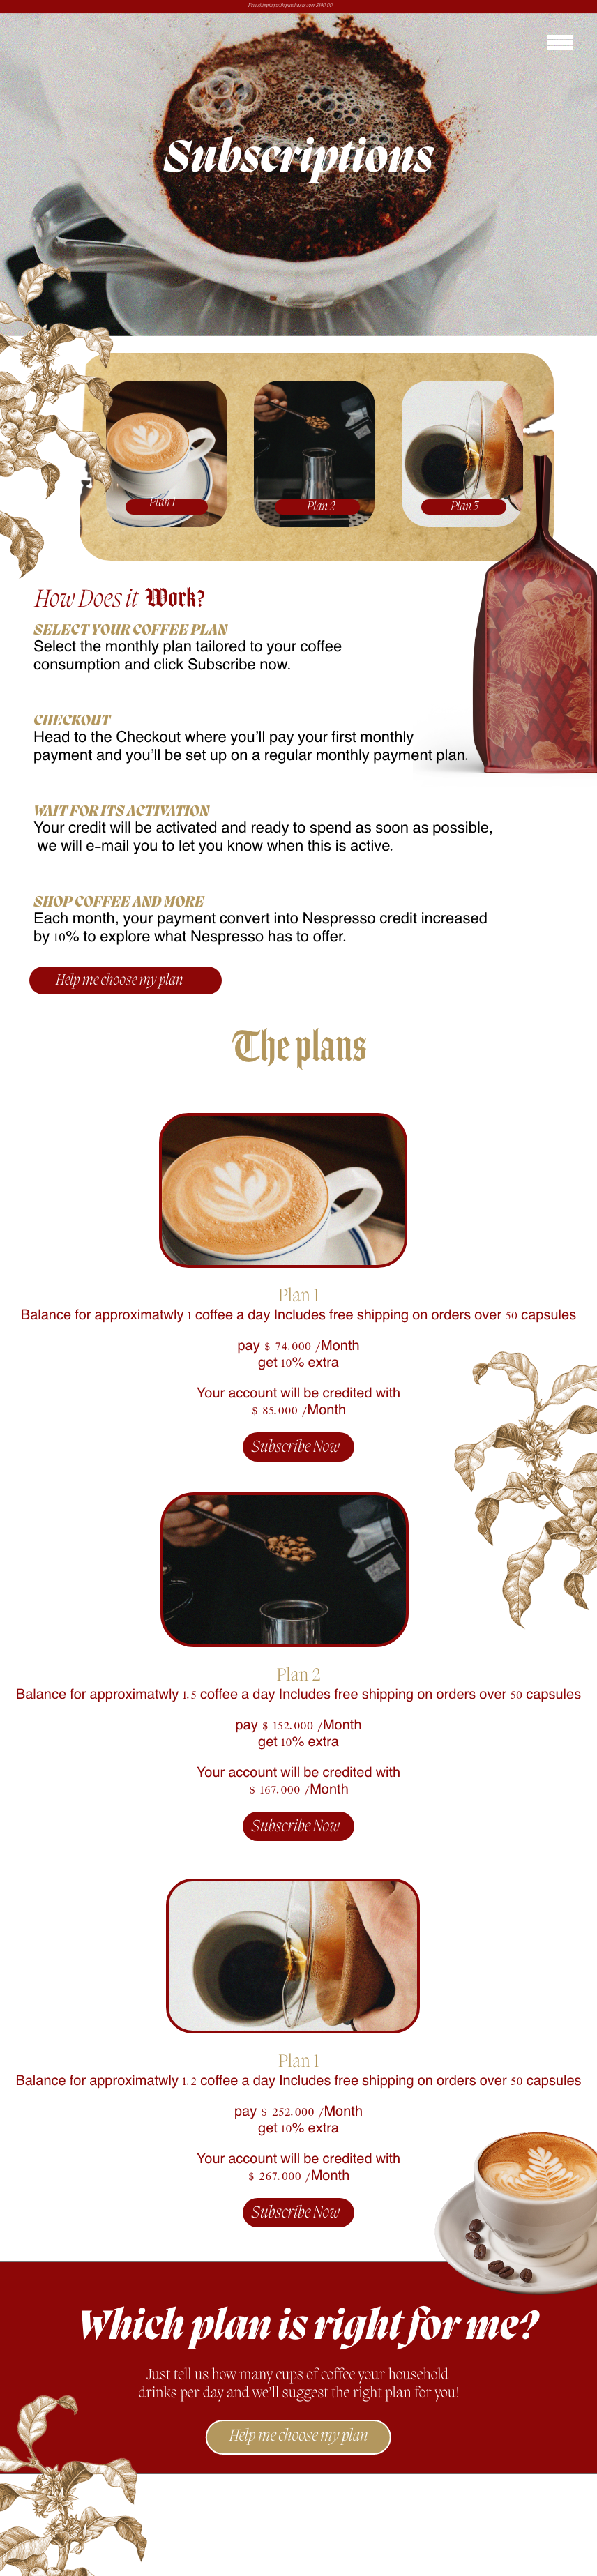 Free shipping with purchases over $190.00
Subscriptions
Plan 1
Plan 2
Plan 3
How Does it Work?
SELECT YOUR COFFEE PLAN
Select the monthly plan tailored to your coffee
consumption and click Subscribe now.
CHECKOUT
Head to the Checkout where you'll pay your first monthly
payment and you'll be set up on a regular monthly payment plan.
WAIT FOR ITS ACTIVATION
Your credit will be activated and ready to spend as soon as possible,
we will e-mail you to let you know when this is active.
SHOP COFFEE AND MORE
Each month, your payment convert into Nespresso credit increased
by 10% to explore what Nespresso has to offer.
Help me choose my plan
The plans
Plan 1
Balance for approximatwly 1 coffee a day Includes free shipping on orders over 50 capsules
pay $ 74.000 /Month
get 10% extra
Your account will be credited with
$ 85.000 /Month
Subscribe Now
Plan 2
Balance for approximatwly 1.5 coffee a day Includes free shipping on orders over 50 capsules
pay $ 152.000 /Month
get 10% extra
Your account will be credited with
$ 167.000 /Month
Subscribe Now
Plan 1
Balance for approximatwly 1.2 coffee a day Includes free shipping on orders over 50 capsules
pay $ 252.000 /Month
get 10% extra
Your account will be credited with
$ 267.000 /Month
Subscribe Now
Which plan is right for me?
Just tell us how many cups of coffee your household
drinks per day and we'll suggest the right plan for you!
Help me choose my plan